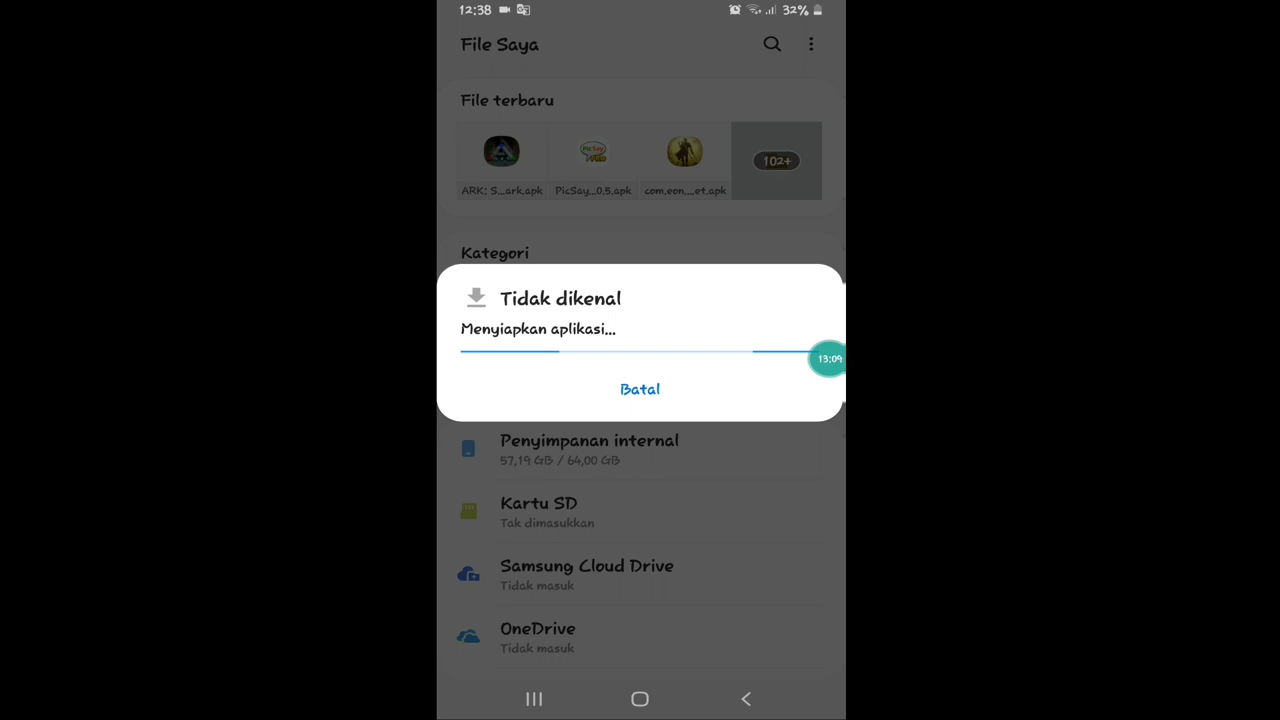 12:38
32%
File Saya
File terbaru
PicSay PRO
102+
ARK: S...ark.apk
PicSay...0.5.apk
com.eon....et.apk
Kategori
Tidak dikenal
Menyiapkan aplikasi...
13:09
Batal
Penyimpanan internal
57,19 GB / 64,00 GB
Kartu SD
Tak dimasukkan
Samsung Cloud Drive
Tidak masuk
OneDrive
Tidak masuk